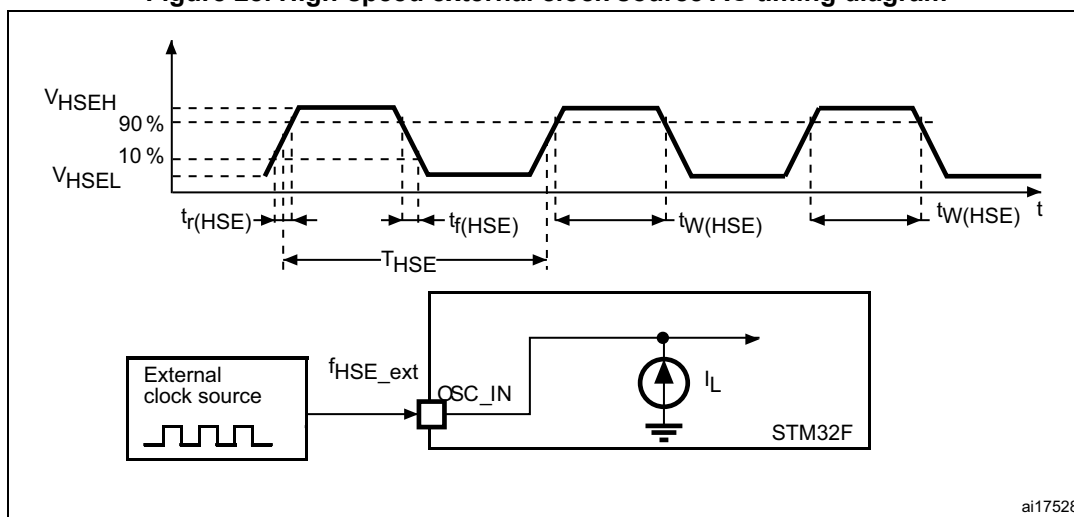 Figure High-speed external clock source AC timing diagram
VHSEH
90 %
10 %
VHSEL
tr(HSE)
tf(HSE)
tW(HSE)
tW(HSE)
t
THSE
External
clock source
fHSE_ext
OSC_IN
IL
STM32F
ai17528